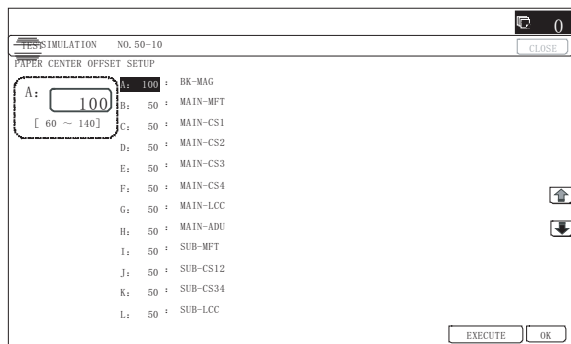 0
TEST SIMULATION NO. 50-10
CLOSE
PAPER CENTER OFFSET SETUP
A: 100
[ 60 ~ 140]
A: 100 : BK-MAG
B: 50 : MAIN-MFT
C: 50 : MAIN-CS1
D: 50 : MAIN-CS2
E: 50 : MAIN-CS3
F: 50 : MAIN-CS4
G: 50 : MAIN-LCC
H: 50 : MAIN-ADU
I: 50 : SUB-MFT
J: 50 : SUB-CS12
K: 50 : SUB-CS34
L: 50 : SUB-LCC
EXECUTE OK